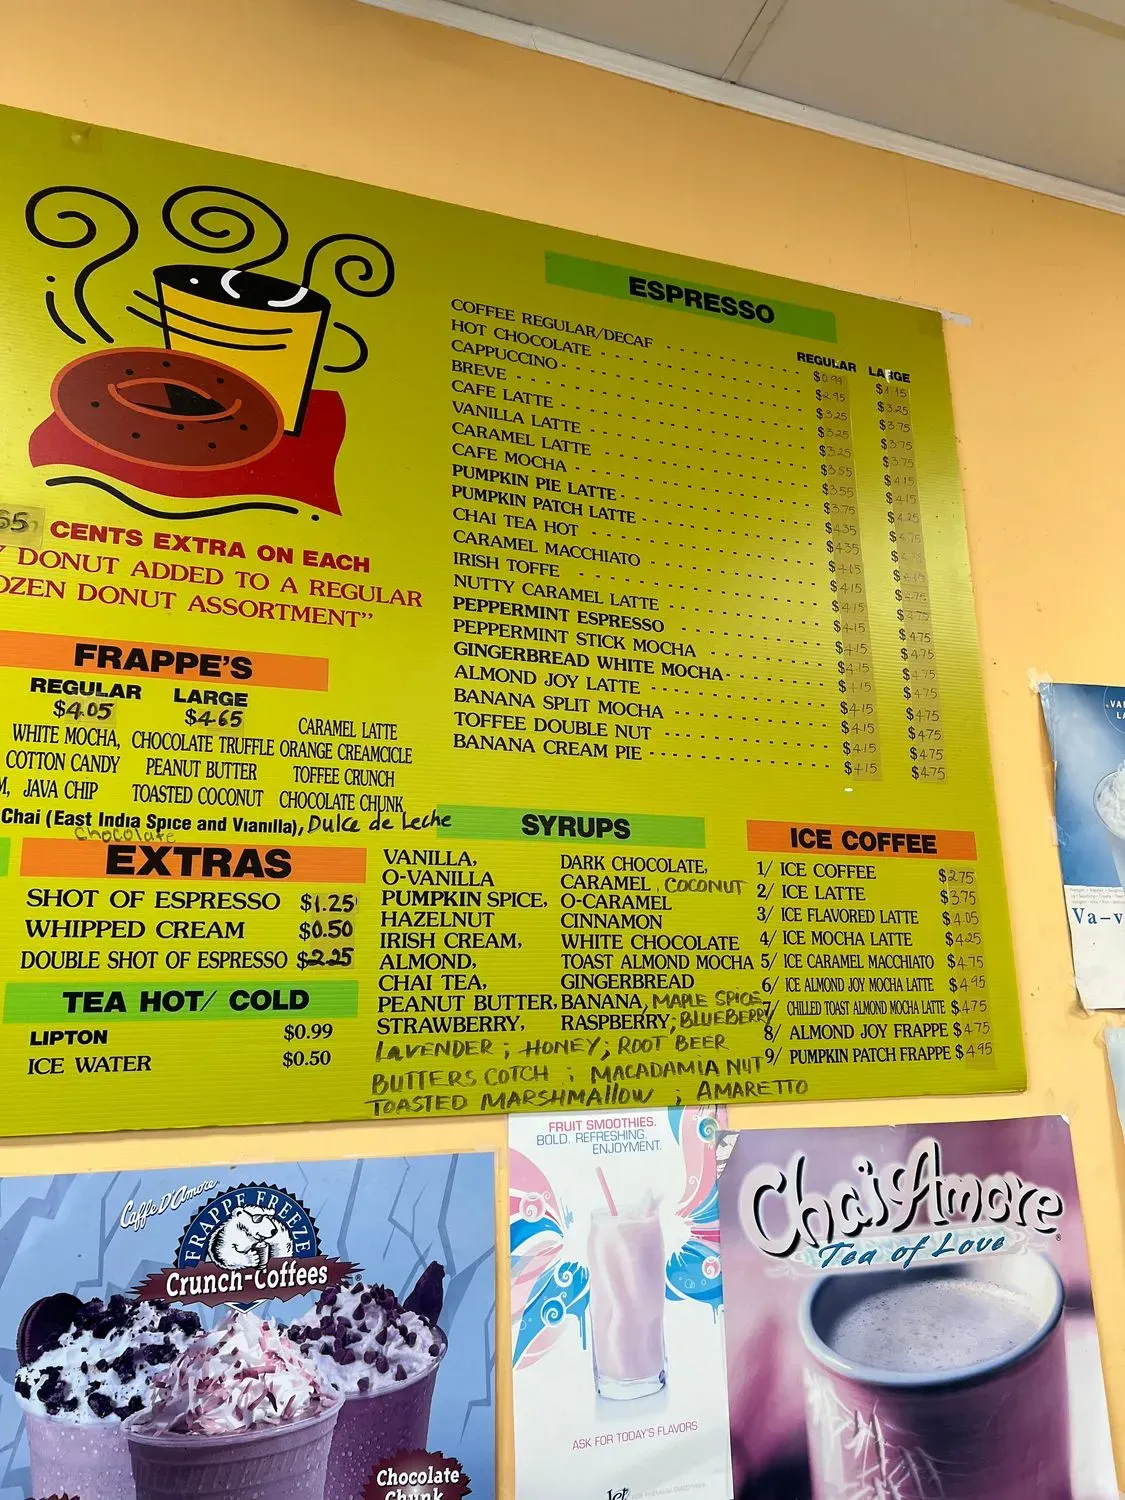 65 CENTS EXTRA ON EACH
DONUT ADDED TO A REGULAR
DONUT ASSORTMENT”
FRAPPE'S
REGULAR LARGE
$4.05 $4.65
CARAMEL LATTE
WHITE MOCHA, CHOCOLATE TRUFFLE ORANGE CREAMCICLE
COTTON CANDY PEANUT BUTTER TOFFEE CRUNCH
JAVA CHIP TOASTED COCONUT CHOCOLATE CHUNK
Chai (East India Spice and Vianilla), Dulce de Leche
chocolate
EXTRAS
SHOT OF ESPRESSO $1.25
WHIPPED CREAM $0.50
DOUBLE SHOT OF ESPRESSO $2.25
TEA HOT/ COLD
LIPTON $0.99
ICE WATER $0.50
ESPRESSO
REGULAR LARGE
COFFEE REGULAR/DECAF $0.99 $1.15
HOT CHOCOLATE $2.95 $3.25
CAPPUCCINO $3.25 $3.75
BREVE $3.25 $3.75
CAFE LATTE $3.25 $3.75
VANILLA LATTE $3.55 $4.15
CARAMEL LATTE $3.55 $4.15
CAFE MOCHA $3.75 $4.25
PUMPKIN PIE LATTE $4.35 $4.75
PUMPKIN PATCH LATTE $4.35
CHAI TEA HOT $4.15
CARAMEL MACCHIATO $4.15 $4.75
IRISH TOFFE $4.15 $4.75
NUTTY CARAMEL LATTE $4.15 $4.75
PEPPERMINT ESPRESSO $4.15 $4.75
PEPPERMINT STICK MOCHA $4.15 $4.75
GINGERBREAD WHITE MOCHA $4.15 $4.75
ALMOND JOY LATTE $4.15 $4.75
BANANA SPLIT MOCHA $4.15 $4.75
TOFFEE DOUBLE NUT $4.15 $4.75
BANANA CREAM PIE $4.15 $4.75
SYRUPS
VANILLA, DARK CHOCOLATE,
O-VANILLA CARAMEL, COCONUT
PUMPKIN SPICE, O-CARAMEL
HAZELNUT CINNAMON
IRISH CREAM, WHITE CHOCOLATE
ALMOND, TOAST ALMOND MOCHA
CHAI TEA, GINGERBREAD
PEANUT BUTTER, BANANA, MAPLE SPICE,
STRAWBERRY, RASPBERRY; BLUEBERRY
LAVENDER ; HONEY; ROOT BEER
BUTTERSCOTCH ; MACADAMIA NUT
TOASTED MARSHMALLOW ; AMARETTO
ICE COFFEE
1/ ICE COFFEE $2.75
2/ ICE LATTE $3.75
3/ ICE FLAVORED LATTE $4.05
4/ ICE MOCHA LATTE $4.25
5/ ICE CARAMEL MACCHIATO $4.75
6/ ICE ALMOND JOY MOCHA LATTE $4.95
7/ CHILLED TOAST ALMOND MOCHA LATTE $4.75
8/ ALMOND JOY FRAPPE $4.75
9/ PUMPKIN PATCH FRAPPE $4.95
Va-v
Caffe D'Amore
FRAPPE FREEZE
Crunch-Coffees
Chocolate
Chunk
FRUIT SMOOTHIES.
BOLD. REFRESHING.
ENJOYMENT.
ASK FOR TODAY'S FLAVORS
Jet
Chai Amore
Tea of Love